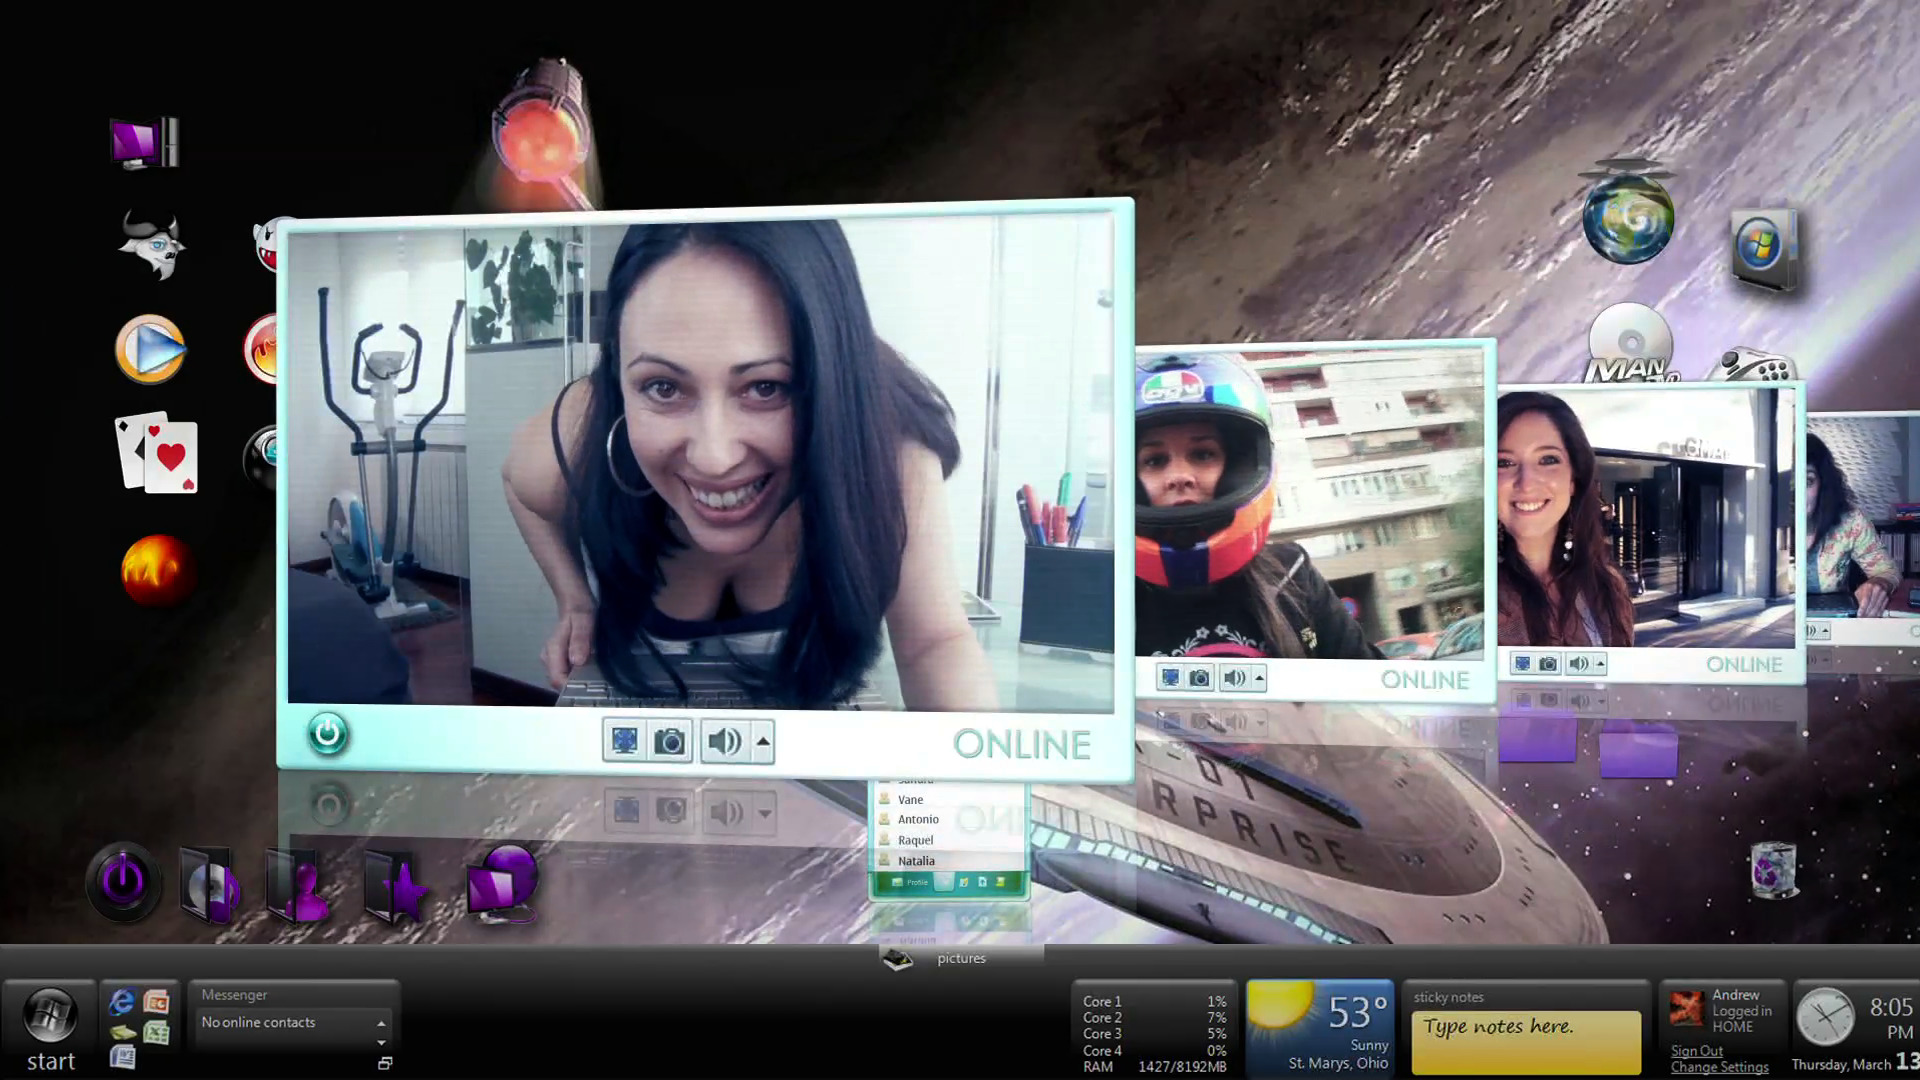 agv
MAN
ONLINE
ONLINE
ONLINE
Vane
Antonio
Raquel
Natalia
Profile
RPRISE
pictures
start
Messenger
No online contacts
Core 1 1%
Core 2 7%
Core 3 5%
Core 4 0%
RAM 1427/8192MB
53°
Sunny
St. Marys, Ohio
sticky notes
Type notes here.
Andrew
Logged in
HOME
Sign Out
Change Settings
8:05
PM
Thursday, March 13